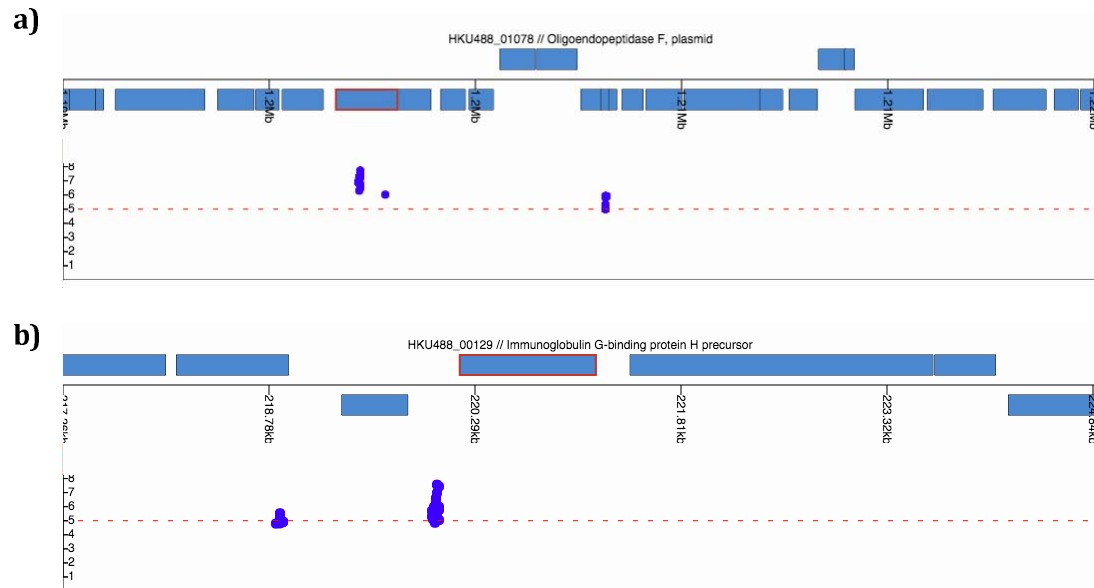 a)
HKU488_01078 // Oligoendopeptidase F, plasmid
1.2Mb
1.2Mb
1.21Mb
1.21Mb
8
7
6
5
4
3
2
1
b)
HKU488_00129 // Immunoglobulin G-binding protein H precursor
218.78kb
220.29kb
221.81kb
223.32kb
8
7
6
5
4
3
2
1